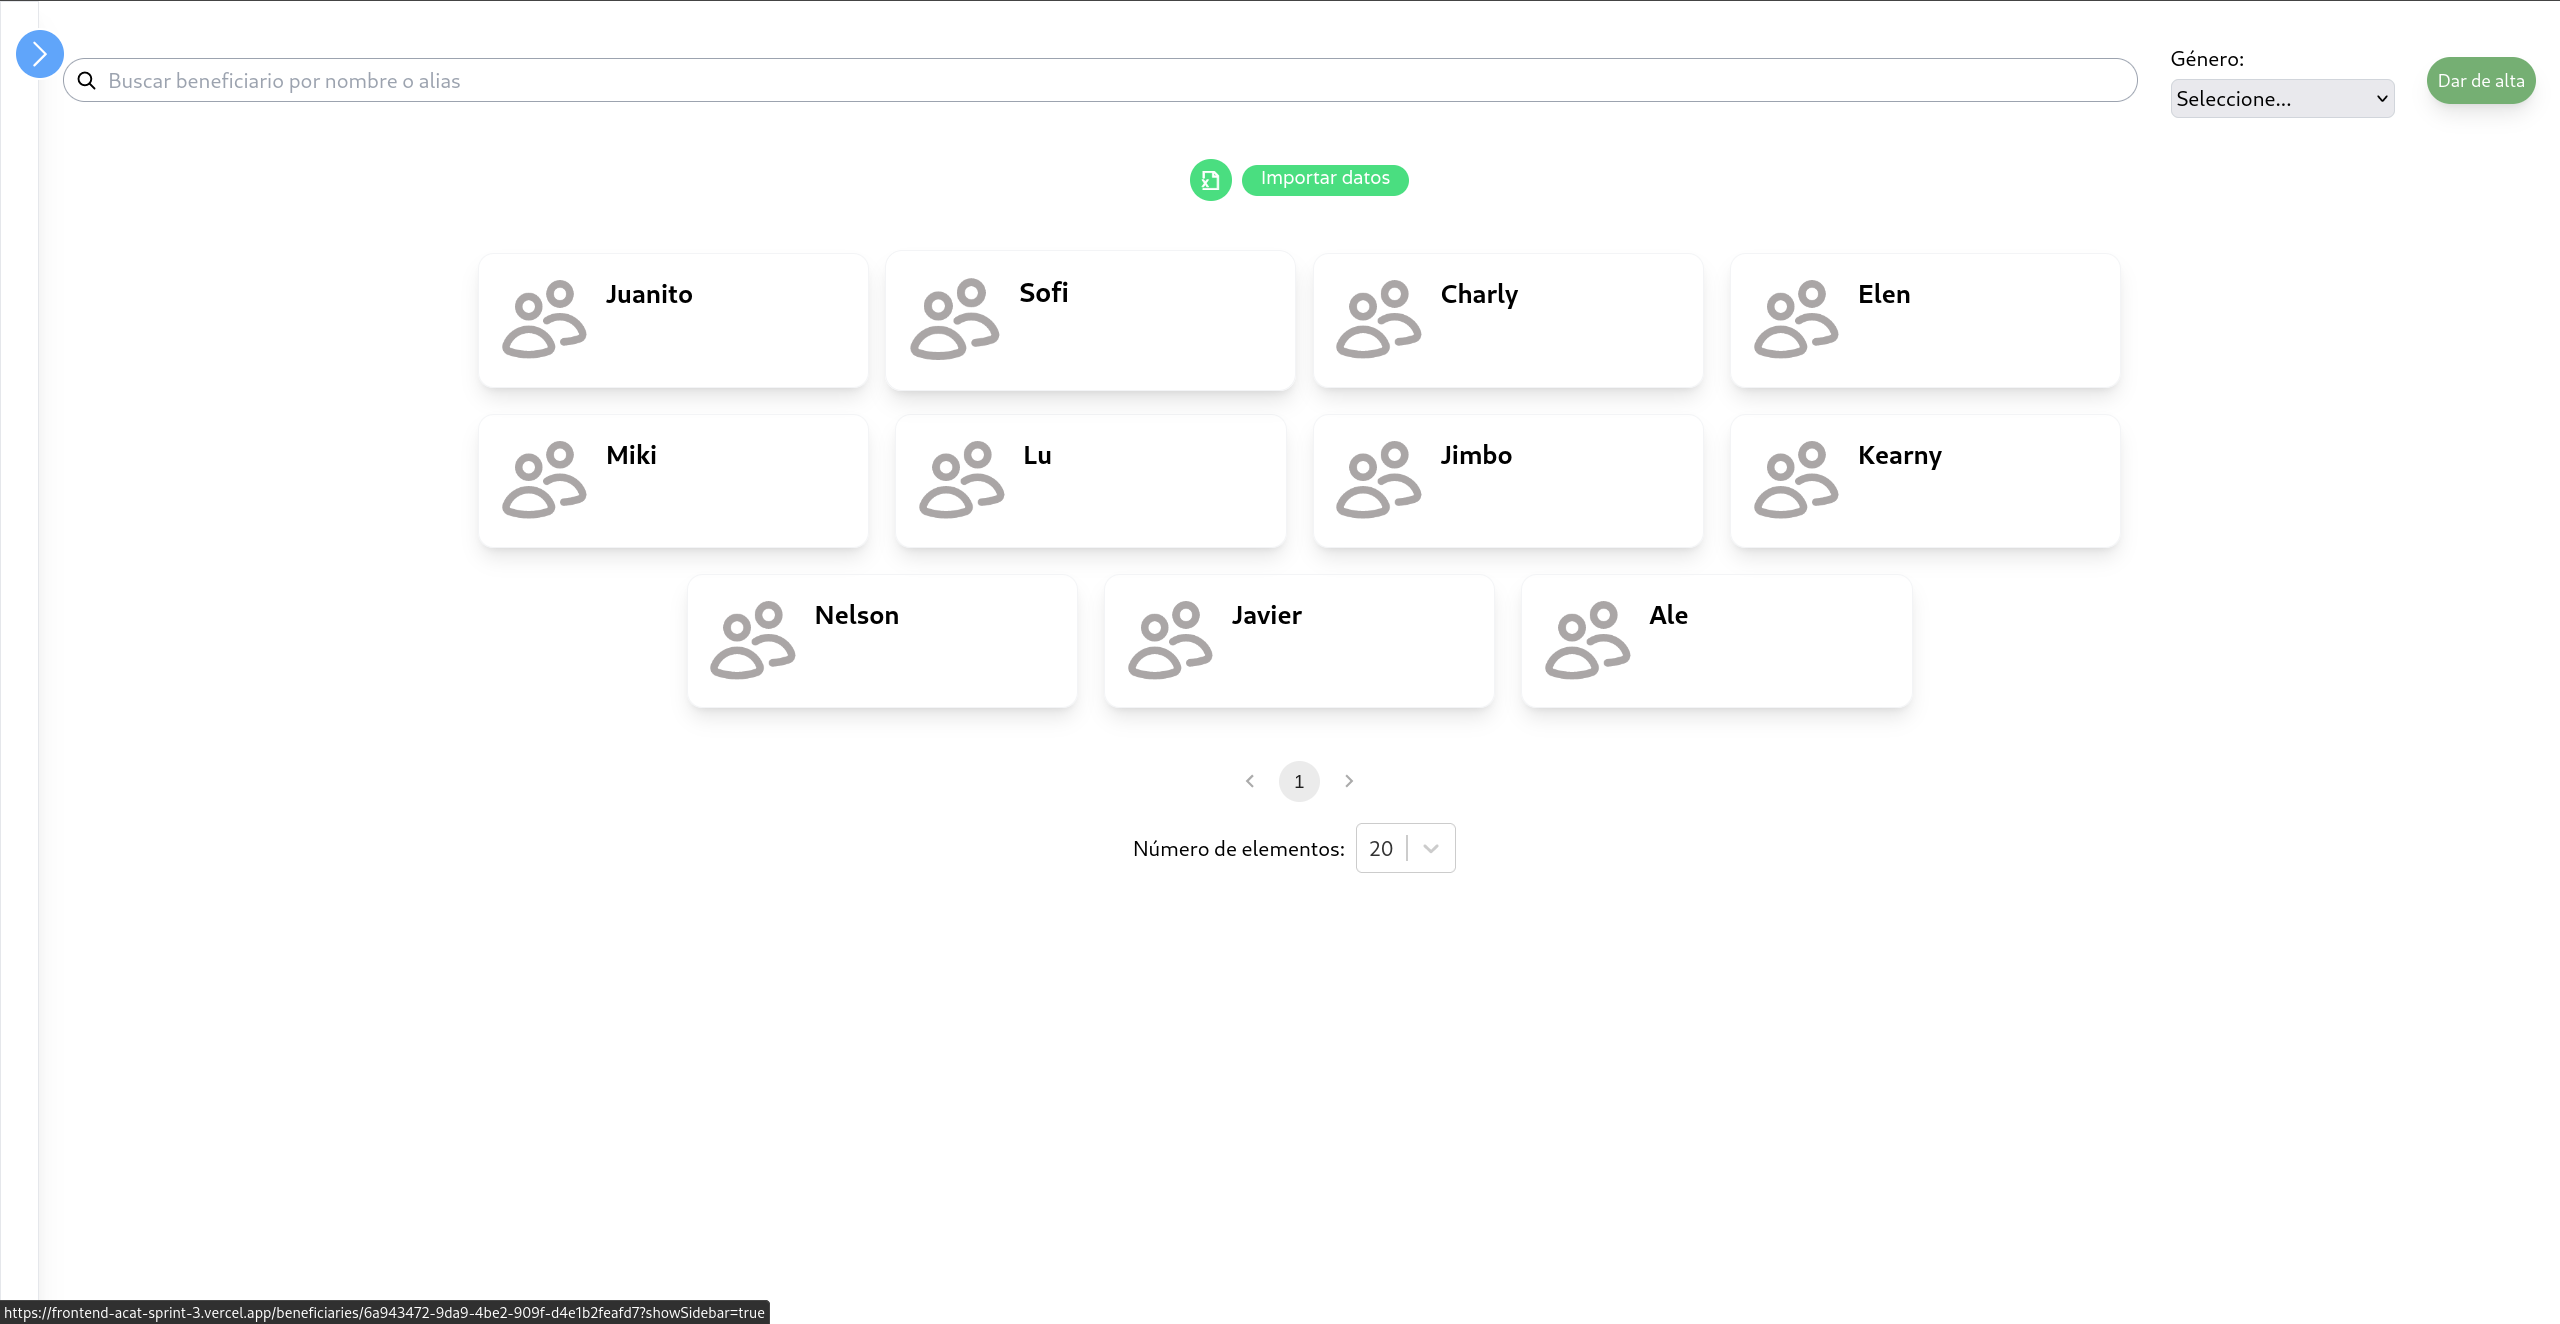 Género:
Buscar beneficiario por nombre o alias
Seleccione...
Dar de alta
Importar datos
Juanito
Sofi
Charly
Elen
Miki
Lu
Jimbo
Kearny
Nelson
Javier
Ale
1
Número de elementos: 20
https://frontend-acat-sprint-3.vercel.app/beneficiaries/6a943472-9da9-4be2-909f-d4e1b2feafd7?showSidebar=true